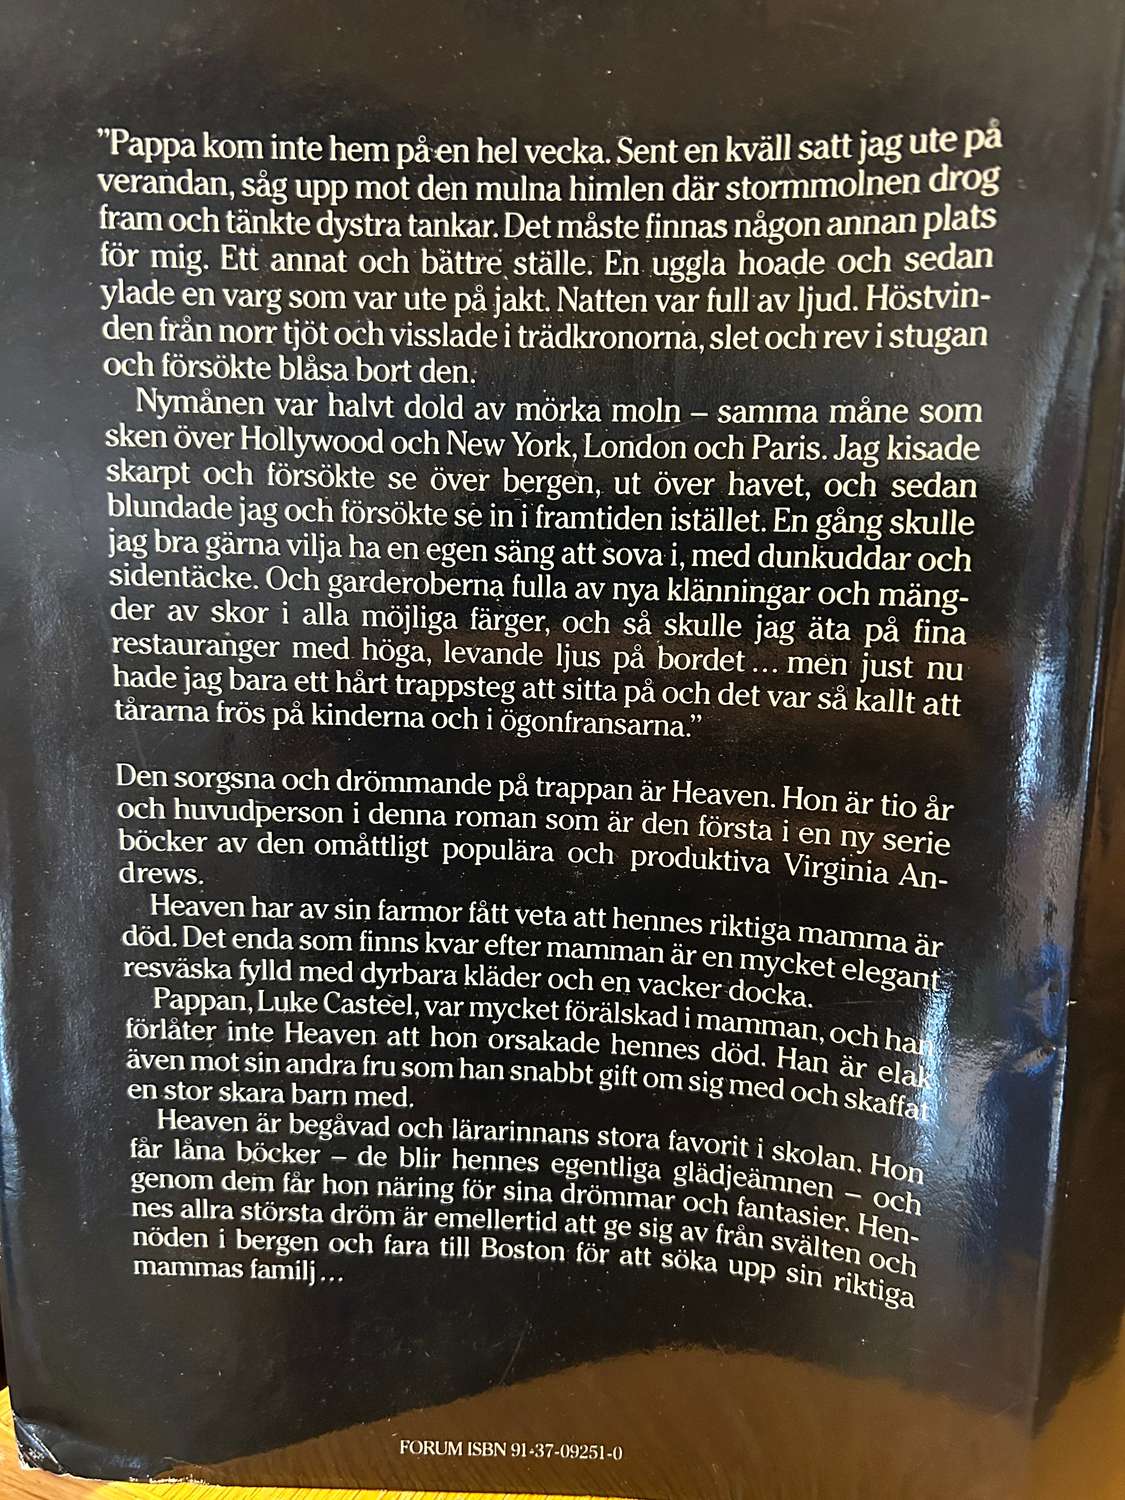 ”Pappa kom inte hem på en hel vecka. Sent en kväll satt jag ute på
verandan, såg upp mot den mulna himlen där stormmolnen drog
fram och tänkte dystra tankar. Det måste finnas någon annan plats
för mig. Ett annat och bättre ställe. En uggla hoade och sedan
ylade en varg som var ute på jakt. Natten var full av ljud. Höstvin-
den från norr tjöt och visslade i trädkronorna, slet och rev i stugan
och försökte blåsa bort den.
Nymånen var halvt dold av mörka moln – samma måne som
sken över Hollywood och New York, London och Paris. Jag kisade
skarpt och försökte se över bergen, ut över havet, och sedan
blundade jag och försökte se in i framtiden istället. En gång skulle
jag bra gärna vilja ha en egen säng att sova i, med dunkuddar och
sidentäcke. Och garderoberna fulla av nya klänningar och mäng-
der av skor i alla möjliga färger, och så skulle jag äta på fina
restauranger med höga, levande ljus på bordet ... men just nu
hade jag bara ett hårt trappsteg att sitta på och det var så kallt att
tårarna frös på kinderna och i ögonfransarna.”
Den sorgsna och drömmande på trappan är Heaven. Hon är tio år
och huvudperson i denna roman som är den första i en ny serie
böcker av den omåttligt populära och produktiva Virginia An-
drews.
Heaven har av sin farmor fått veta att hennes riktiga mamma är
död. Det enda som finns kvar efter mamman är en mycket elegant
resväska fylld med dyrbara kläder och en vacker docka.
Pappan, Luke Casteel, var mycket förälskad i mamman, och han
förlåter inte Heaven att hon orsakade hennes död. Han är elak
även mot sin andra fru som han snabbt gift om sig med och skaffat
en stor skara barn med.
Heaven är begåvad och lärarinnans stora favorit i skolan. Hon
får låna böcker – de blir hennes egentliga glädjeämnen – och
genom dem får hon näring för sina drömmar och fantasier. Hen-
nes allra största dröm är emellertid att ge sig av från svälten och
nöden i bergen och fara till Boston för att söka upp sin riktiga
mammas familj ...
FORUM ISBN 91-37-09251-0